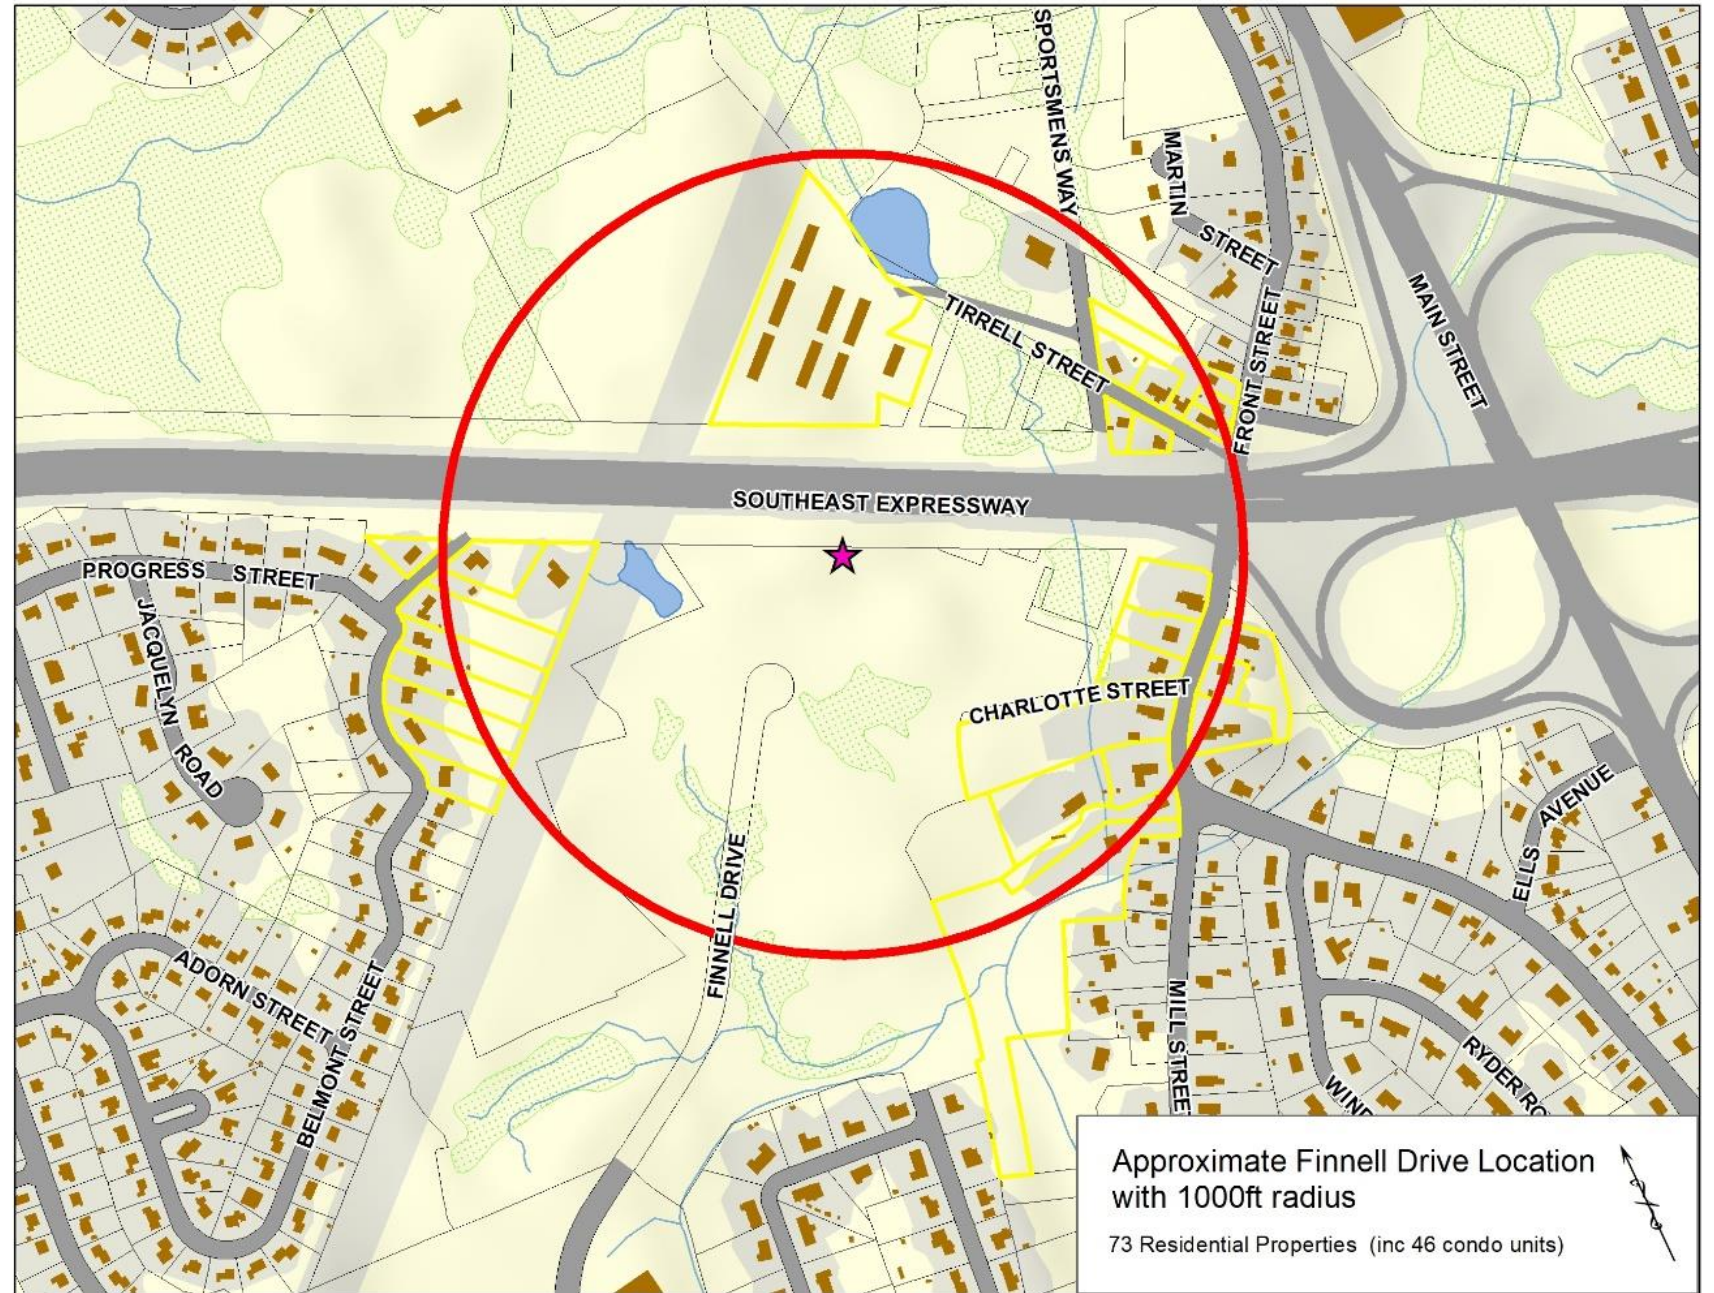 SPORTSMENS WAY
MARTIN
STREET
TIRRELL STREET
FRONT STREET
MAIN STREET
SOUTHEAST EXPRESSWAY
PROGRESS STREET
JACQUELYN
ROAD
CHARLOTTE STREET
ELLS AVENUE
FINNELL DRIVE
ADORN STREET
BELMONT STREET
MILL STREE
RYDER RO
WIND
Approximate Finnell Drive Location
with 1000ft radius
73 Residential Properties (inc 46 condo units)